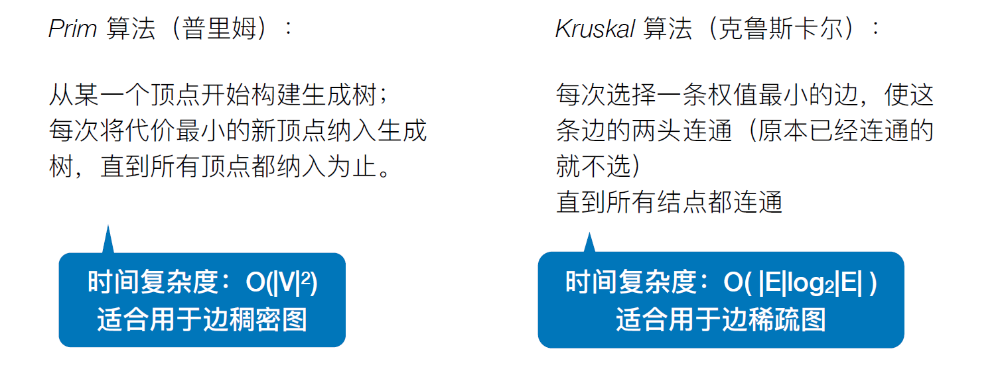 Prim 算法（普里姆）：
从某一个顶点开始构建生成树；
每次将代价最小的新顶点纳入生成
树，直到所有顶点都纳入为止。
时间复杂度：O(|V|²)
适合用于边稠密图
Kruskal 算法（克鲁斯卡尔）：
每次选择一条权值最小的边，使这
条边的两头连通（原本已经连通的
就不选）
直到所有结点都连通
时间复杂度：O( |E|log₂|E| )
适合用于边稀疏图